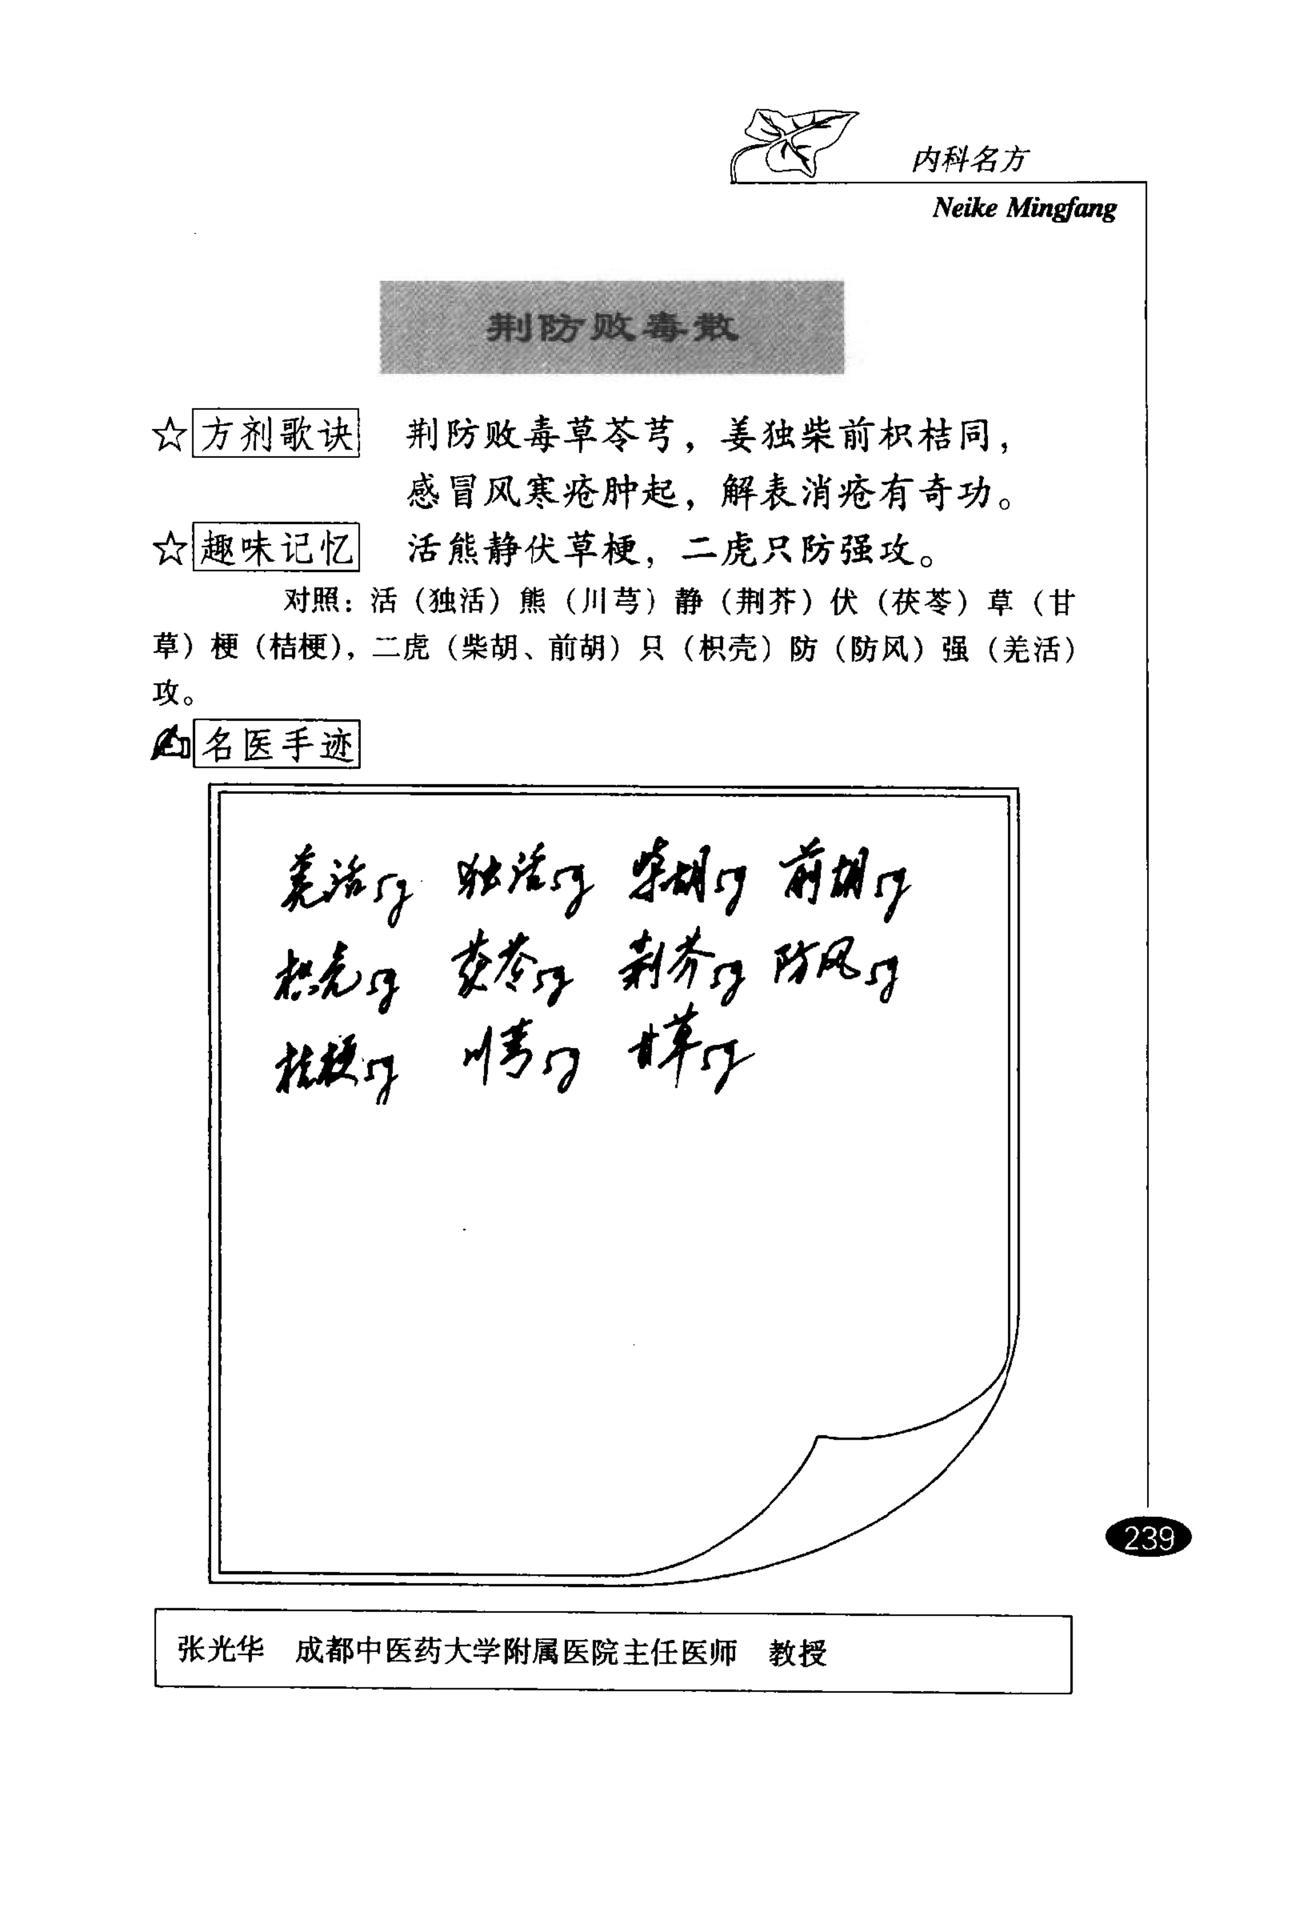 内科名方
Neike Mingfang
荆防败毒散
☆方剂歌诀 荆防败毒草苓芎，姜独柴前枳桔同，
感冒风寒疮肿起，解表消疮有奇功。
☆趣味记忆 活熊静伏草梗，二虎只防强攻。
对照：活（独活）熊（川芎）静（荆芥）伏（茯苓）草（甘
草）梗（桔梗），二虎（柴胡、前胡）只（枳壳）防（防风）强（羌活）
攻。
名医手迹
羌活5g 独活5g 柴胡5g 前胡5g
枳壳5g 茯苓5g 荆芥5g 防风5g
桔梗5g 川芎5g 甘草5g
239
张光华 成都中医药大学附属医院主任医师 教授